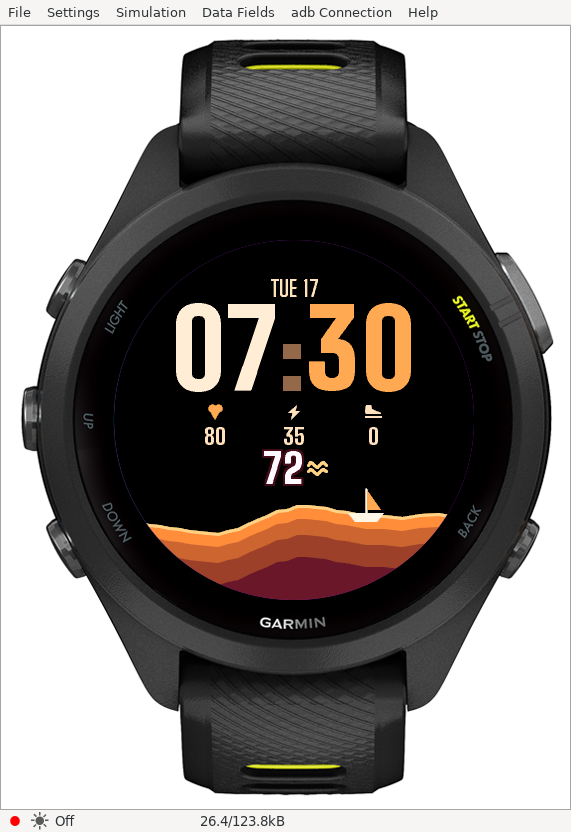 File Settings Simulation Data Fields adb Connection Help
LIGHT
START STOP
UP
DOWN
BACK
TUE 17
07:30
80 35 0
72
GARMIN
Off 26.4/123.8kB